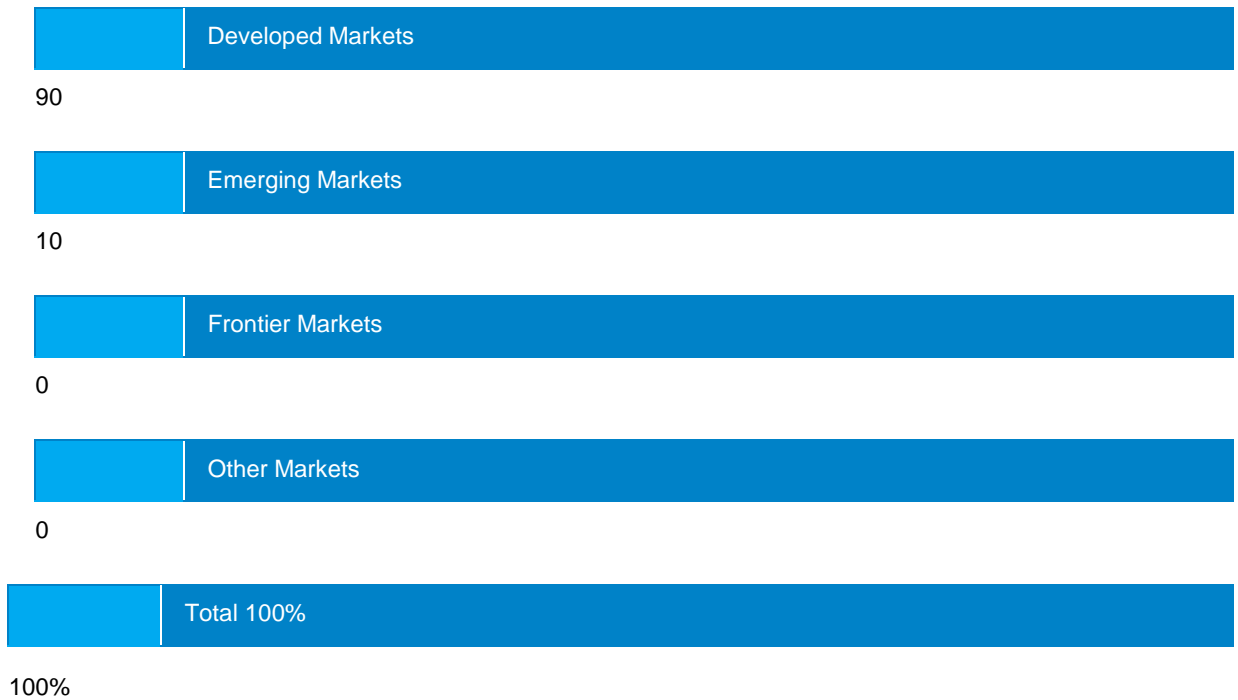 Developed Markets
90
Emerging Markets
10
Frontier Markets
0
Other Markets
0
Total 100%
100%